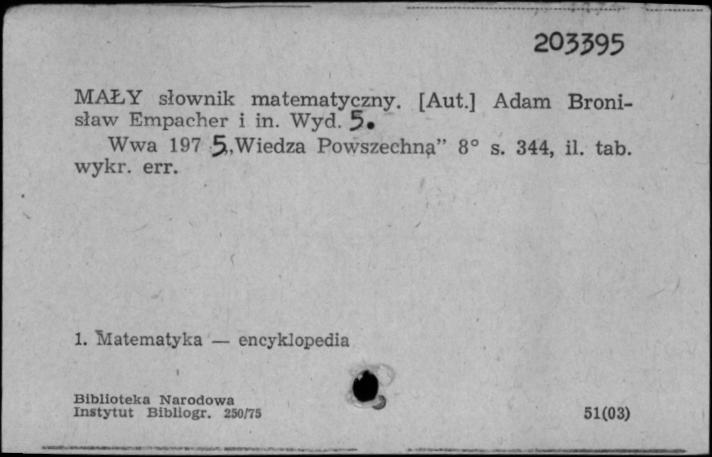 203395
MAŁY słownik matematyczny. [Aut.] Adam Broni-
sław Empacher i in. Wyd. 5.
Wwa 197 5 „Wiedza Powszechna” 8° s. 344, il. tab.
wykr. err.
1. Matematyka — encyklopedia
Biblioteka Narodowa
Instytut Bibliogr. 250/75
51(03)